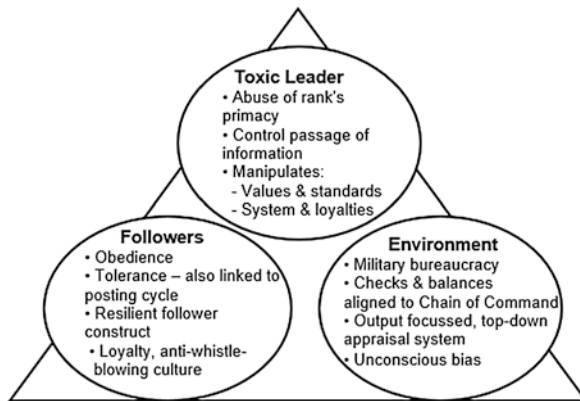 Toxic Leader
• Abuse of rank's
primacy
• Control passage of
information
• Manipulates:
- Values & standards
- System & loyalties
Followers
• Obedience
• Tolerance – also linked to
posting cycle
• Resilient follower
construct
• Loyalty, anti-whistle-
blowing culture
Environment
• Military bureaucracy
• Checks & balances
aligned to Chain of Command
• Output focussed, top-down
appraisal system
• Unconscious bias